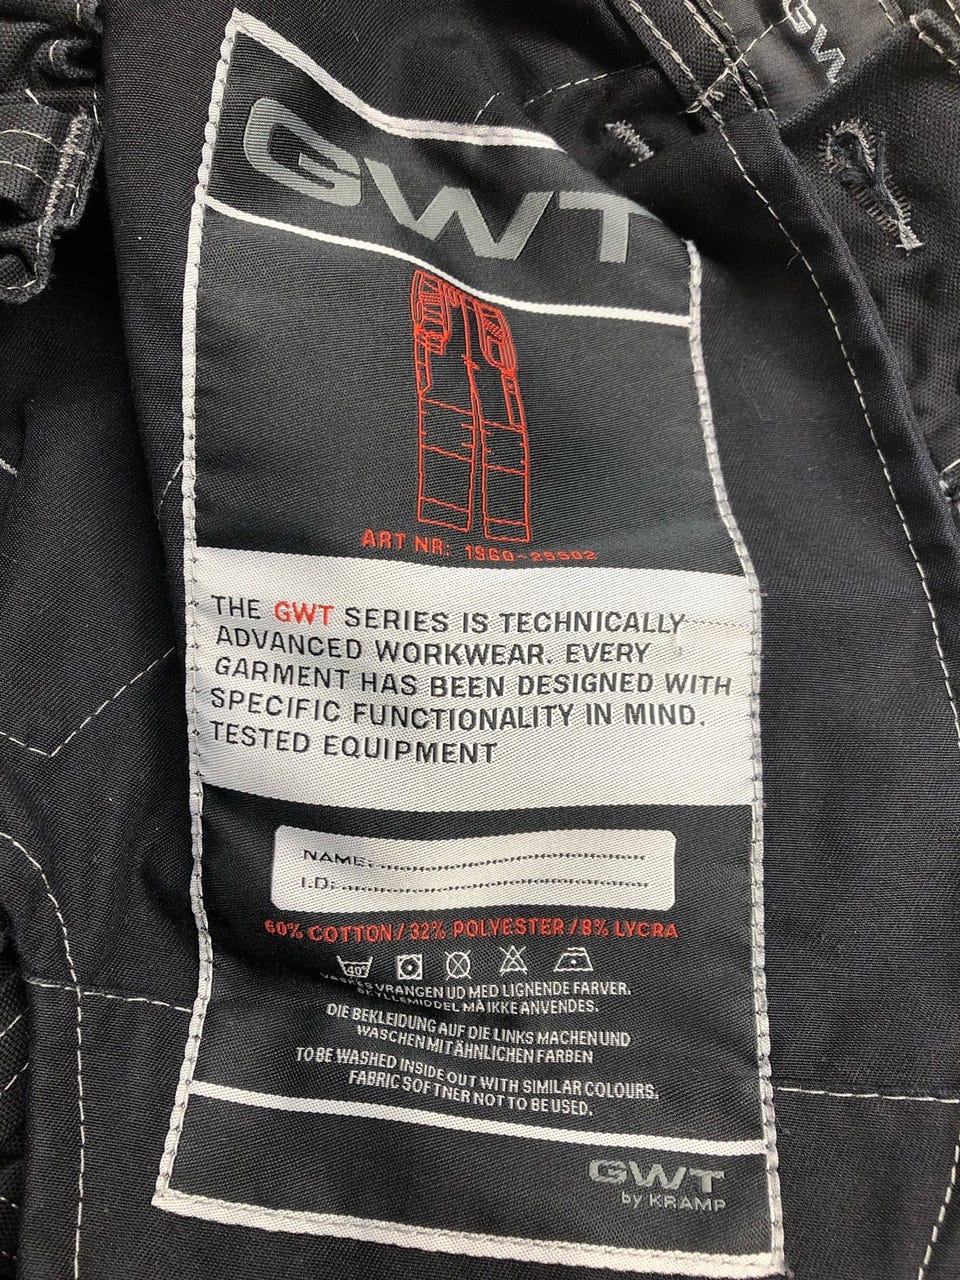 GW
GWT
ART NR: 1960-25502
THE GWT SERIES IS TECHNICALLY
ADVANCED WORKWEAR. EVERY
GARMENT HAS BEEN DESIGNED WITH
SPECIFIC FUNCTIONALITY IN MIND.
TESTED EQUIPMENT
NAME:
I.D:
60% COTTON / 32% POLYESTER / 8% LYCRA
40°
VRANGEN UD MED LIGNENDE FARVER.
SKYLLEMIDDEL MÅ IKKE ANVENDES.
DIE BEKLEIDUNG AUF DIE LINKS MACHEN UND
WASCHEN MIT ÄHNLICHEN FARBEN
TO BE WASHED INSIDE OUT WITH SIMILAR COLOURS.
FABRIC SOFTNER NOT TO BE USED.
GWT
by KRAMP